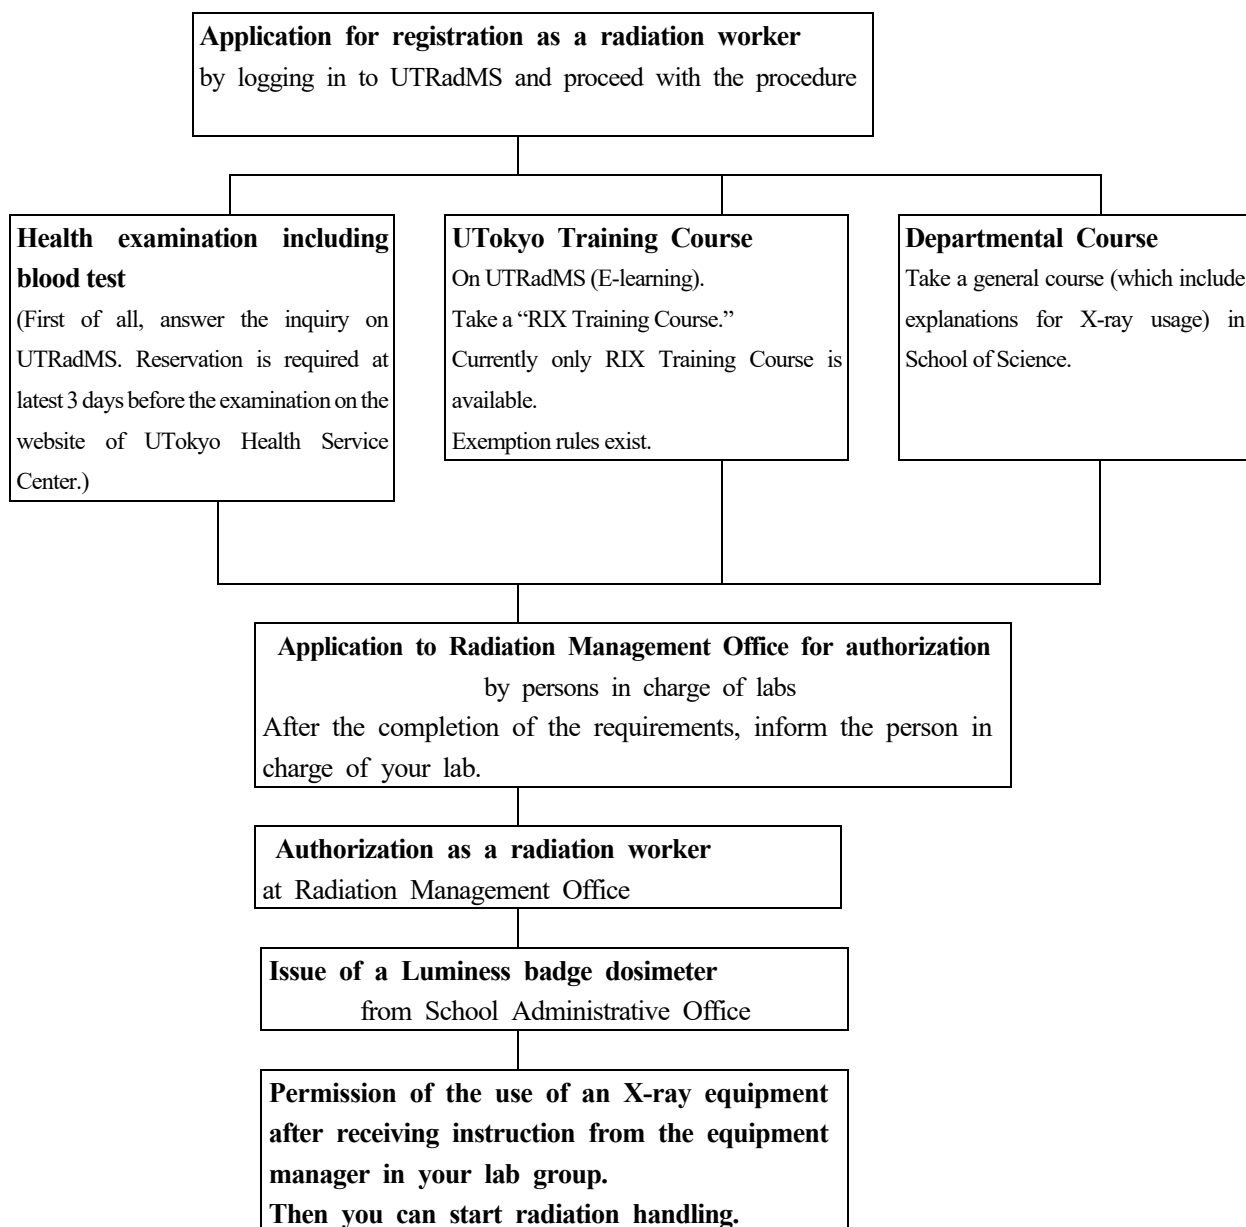 Application for registration as a radiation worker
by logging in to UTRadMS and proceed with the procedure
Health examination including
blood test
(First of all, answer the inquiry on
UTRadMS. Reservation is required at
latest 3 days before the examination on the
website of UTokyo Health Service
Center.)
UTokyo Training Course
On UTRadMS (E-learning).
Take a “RIX Training Course.”
Currently only RIX Training Course is
available.
Exemption rules exist.
Departmental Course
Take a general course (which include
explanations for X-ray usage) in
School of Science.
Application to Radiation Management Office for authorization
by persons in charge of labs
After the completion of the requirements, inform the person in
charge of your lab.
Authorization as a radiation worker
at Radiation Management Office
Issue of a Luminess badge dosimeter
from School Administrative Office
Permission of the use of an X-ray equipment
after receiving instruction from the equipment
manager in your lab group.
Then you can start radiation handling.